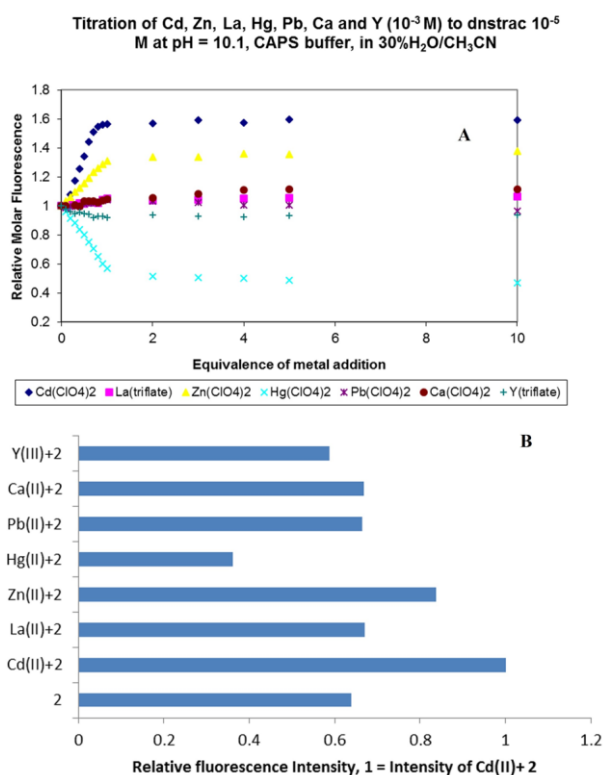 Titration of Cd, Zn, La, Hg, Pb, Ca and Y (10⁻³ M) to dnstrac 10⁻⁵
M at pH = 10.1, CAPS buffer, in 30%H₂O/CH₃CN
1.8
1.6
1.4
1.2
1
0.8
0.6
0.4
0.2
Relative Molar Fluorescence
A
0
2
4
6
8
10
Equivalence of metal addition
Cd(ClO4)2 La(triflate) Zn(ClO4)2 Hg(ClO4)2 Pb(ClO4)2 Ca(ClO4)2 Y(triflate)
B
Y(III)+2
Ca(II)+2
Pb(II)+2
Hg(II)+2
Zn(II)+2
La(II)+2
Cd(II)+2
2
0
0.2
0.4
0.6
0.8
1
1.2
Relative fluorescence Intensity, 1 = Intensity of Cd(II)+ 2